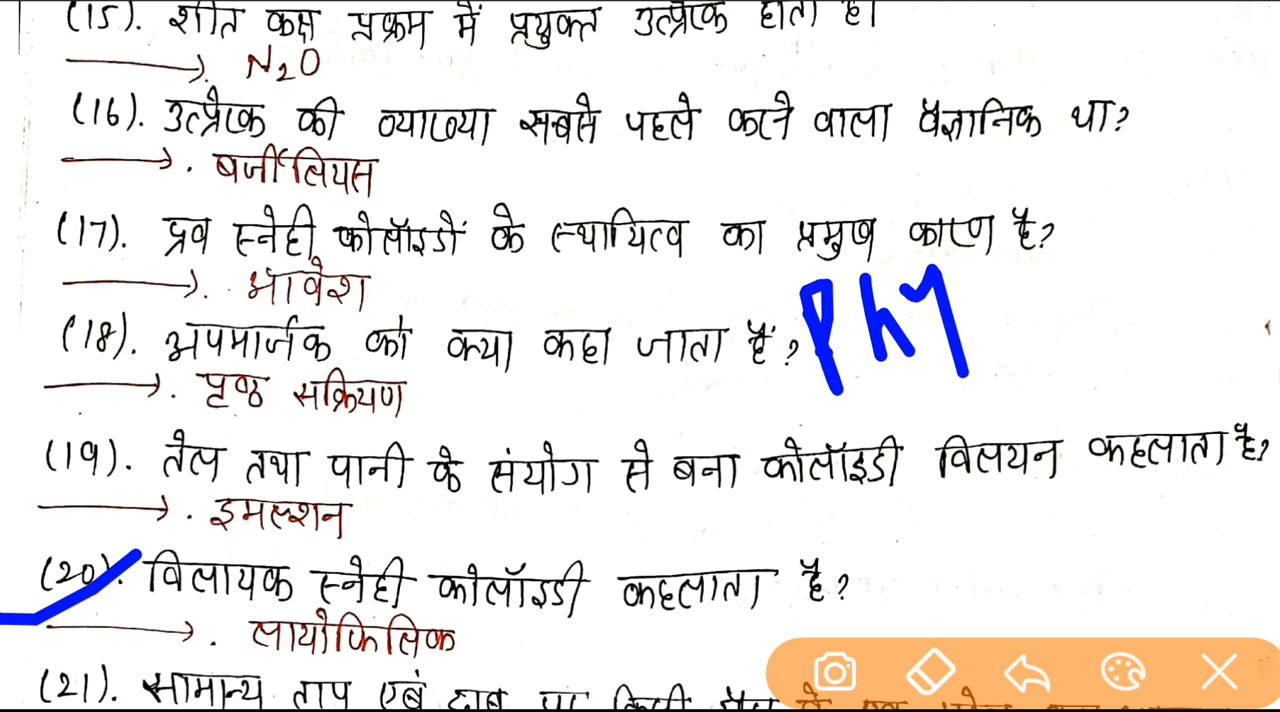 (15). शीत कक्ष प्रक्रम में प्रयुक्त उत्प्रेरक होता है।
→. N₂O
(16). उत्प्रेरक की व्याख्या सबसे पहले करने वाला वैज्ञानिक था?
→. बर्जीलियस
(17). द्रव स्नेही कोलॉइडों के स्थायित्व का प्रमुख कारण है?
→. आवेश
(18). अपमार्जक को क्या कहा जाता है?
Phy
→. पृष्ठ सक्रियण
(19). तेल तथा पानी के संयोग से बना कोलॉइडी विलयन कहलाता है?
→. इमल्शन
(20). विलायक स्नेही कोलॉइडी कहलाता है?
→. लायोफिलिक
(21). सामान्य ताप एवं दाब पर किसी गैस के एक